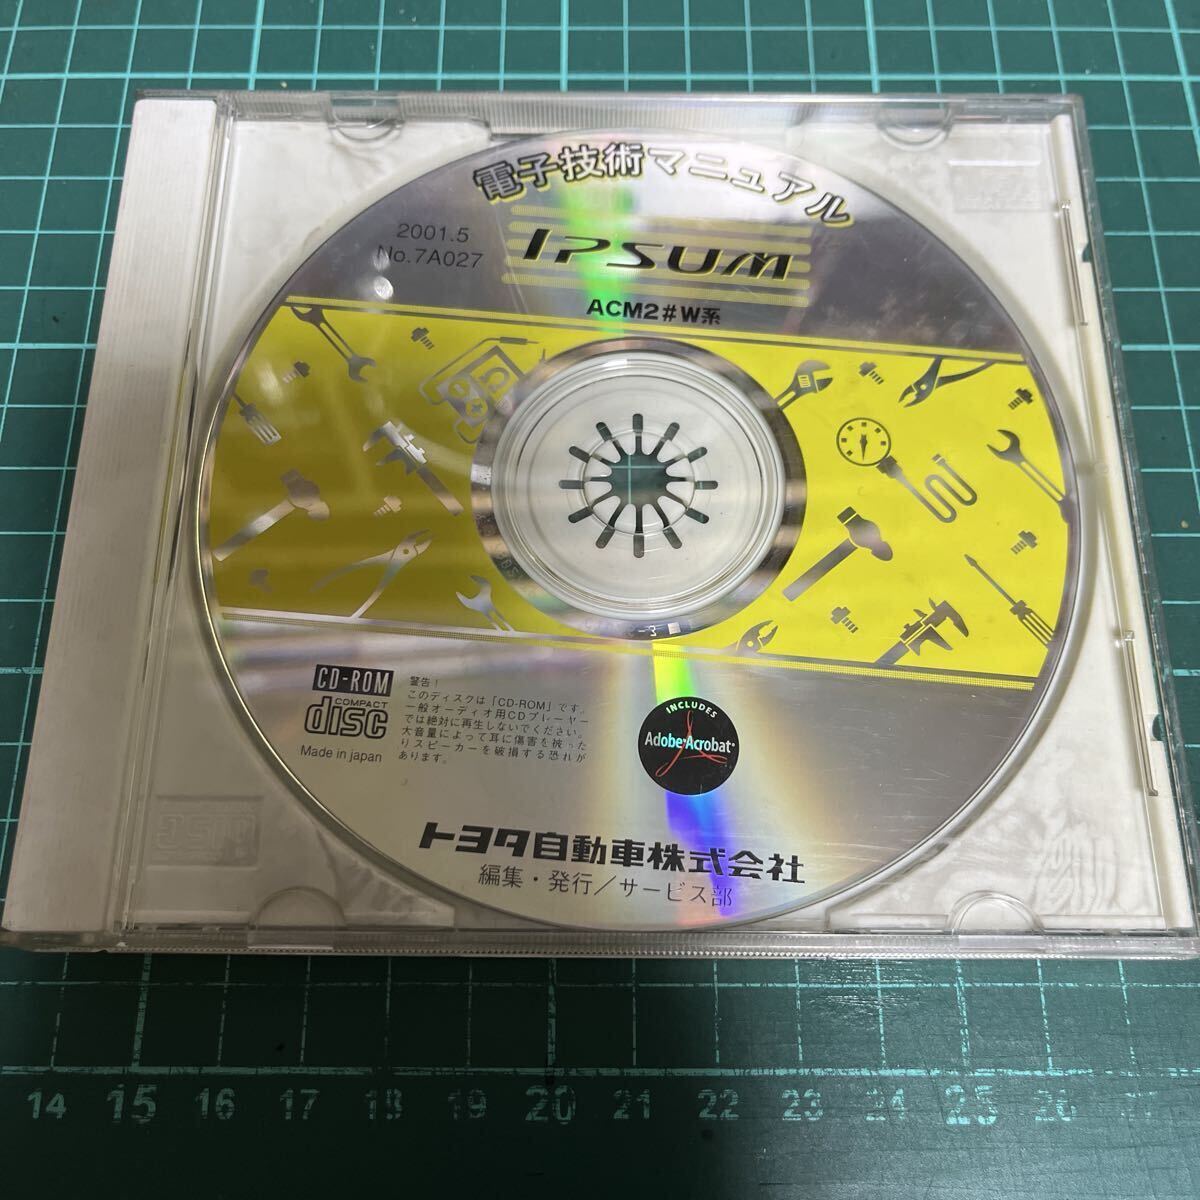 電子技術マニュアル
2001.5
No.7A027
IPSUM
ACM2#W系
CD-ROM
COMPACT
disc
Made in japan
警告！
このディスクは「CD-ROM」です。
一般オーディオ用CDプレーヤー
では絶対に再生しないでください。
大音量によって耳に傷害を被った
りスピーカーを破損する恐れが
あります。
INCLUDES
Adobe Acrobat
トヨタ自動車株式会社
編集・発行／サービス部
14 15 16 17 18 19 20 21 22 23 24 25 26